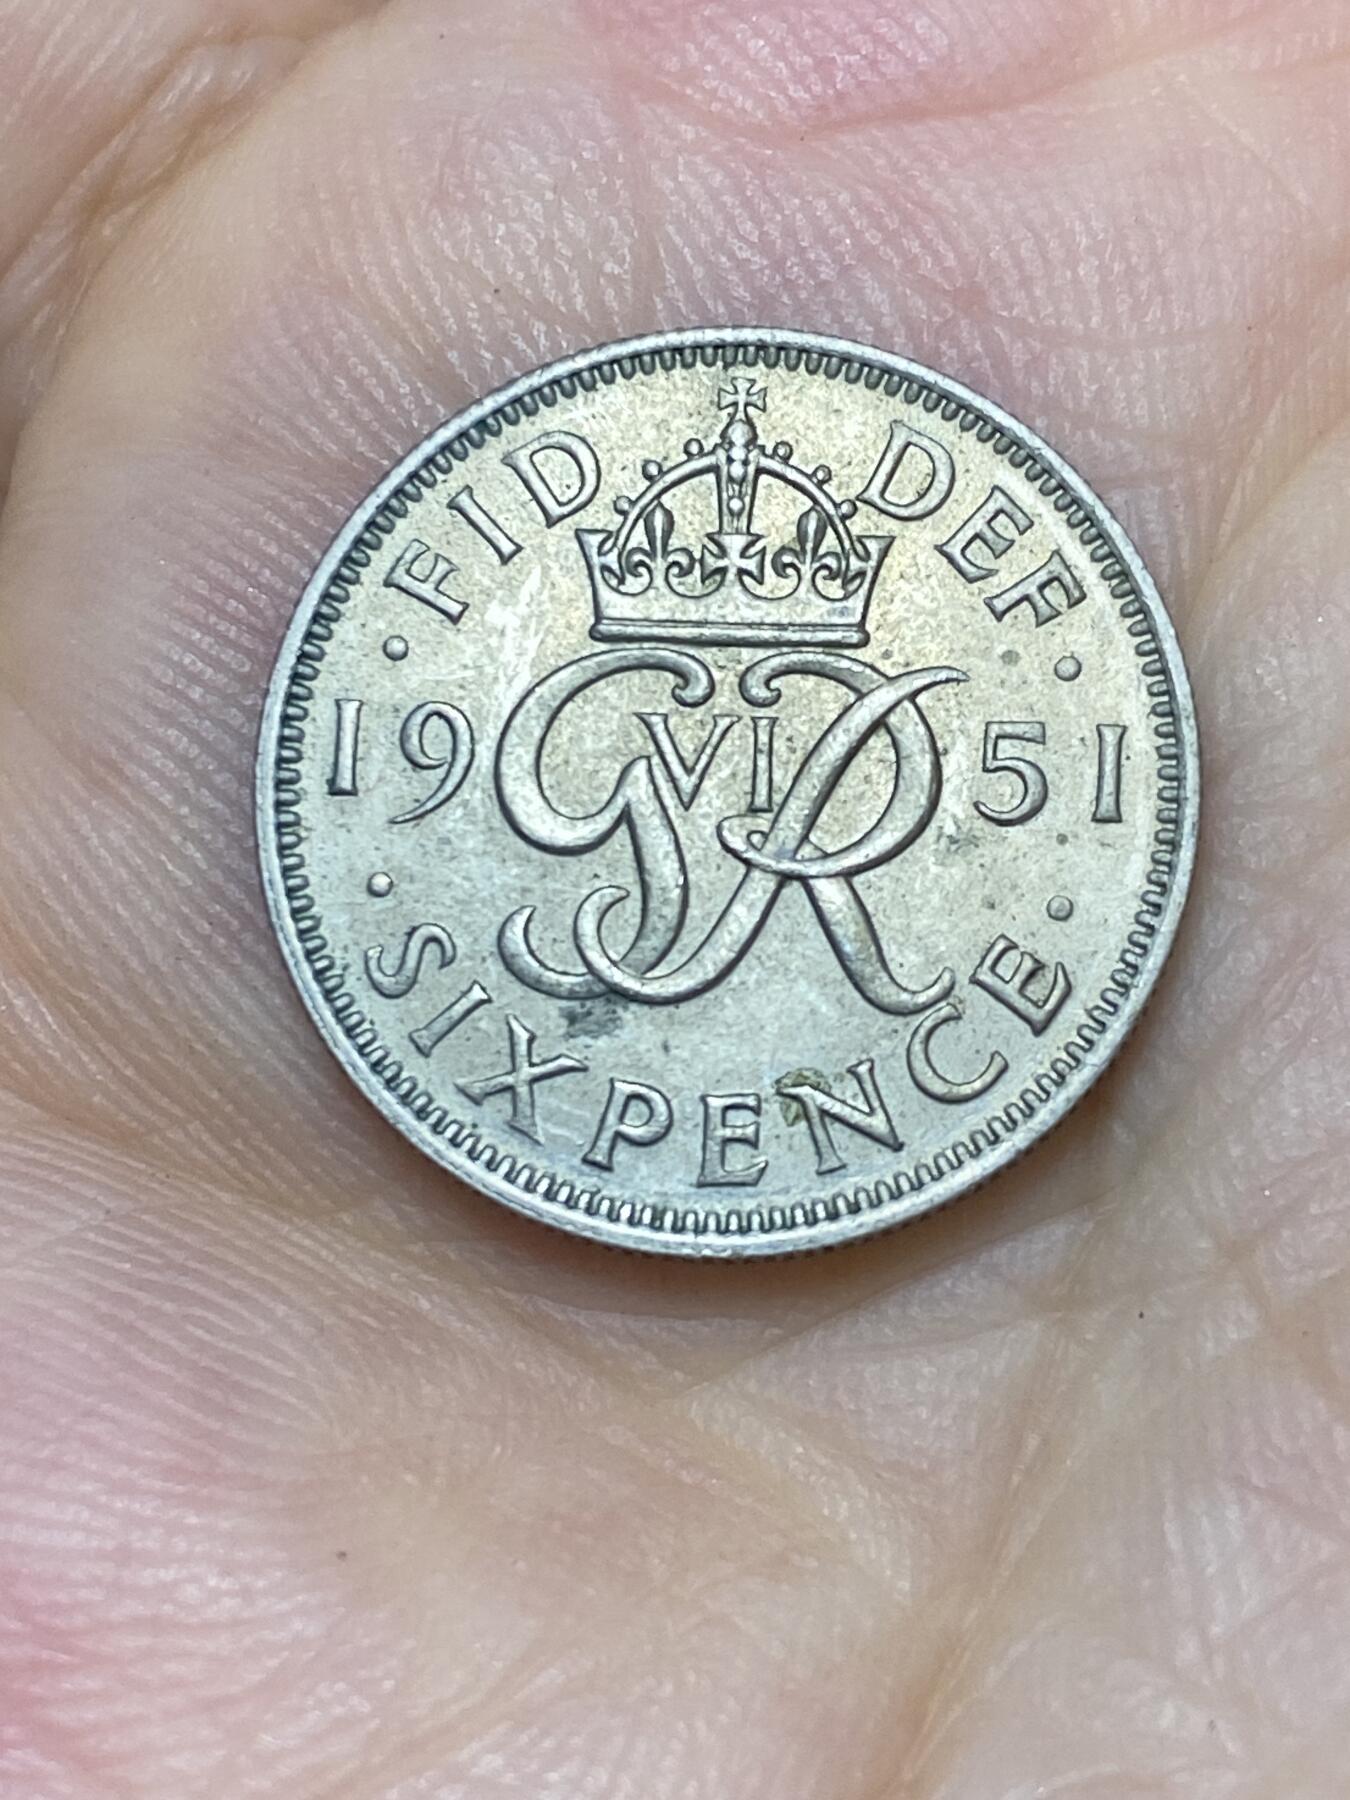 · FID DEF ·
19 51
GVIR
· SIXPENCE ·